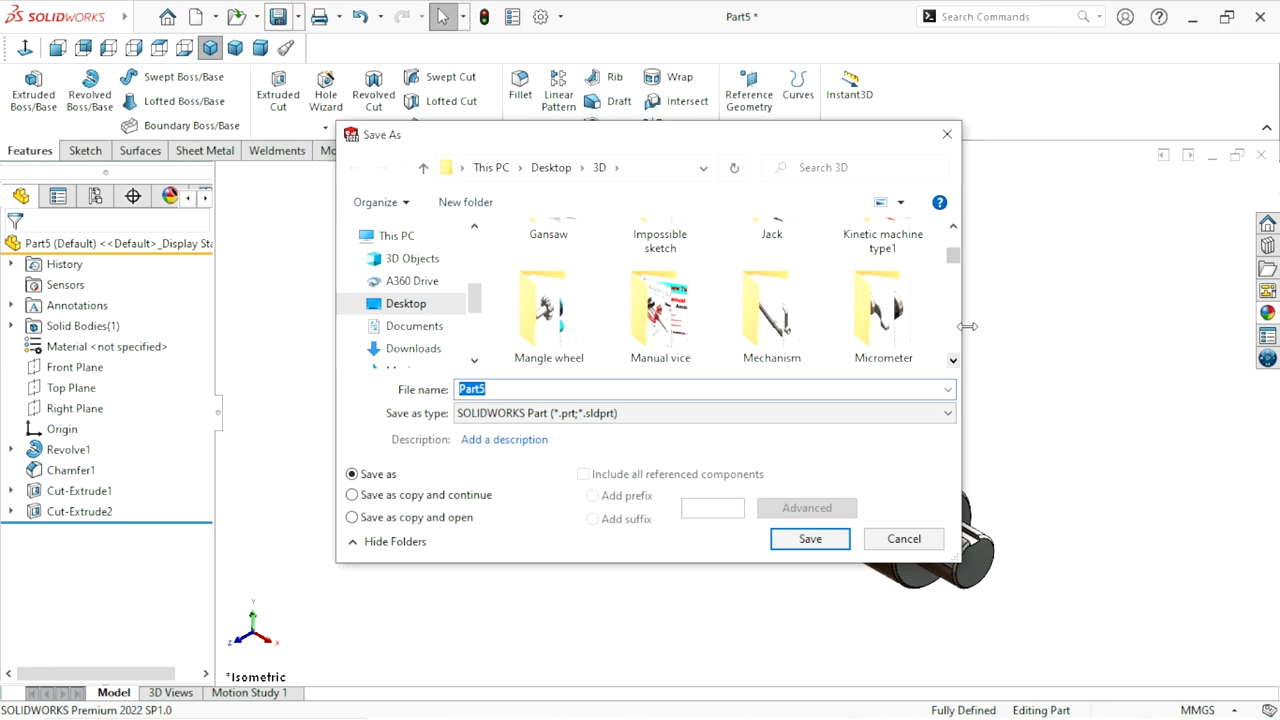 SOLIDWORKS
Part5 *
Search Commands
Extruded Boss/Base
Revolved Boss/Base
Swept Boss/Base
Lofted Boss/Base
Boundary Boss/Base
Extruded Cut
Hole Wizard
Revolved Cut
Swept Cut
Lofted Cut
Fillet
Linear Pattern
Rib
Draft
Wrap
Intersect
Reference Geometry
Curves
Instant3D
Features
Sketch
Surfaces
Sheet Metal
Weldments
Mo
Part5 (Default) <<Default>_Display Sta
History
Sensors
Annotations
Solid Bodies(1)
Material <not specified>
Front Plane
Top Plane
Right Plane
Origin
Revolve1
Chamfer1
Cut-Extrude1
Cut-Extrude2
Save As
This PC
Desktop
3D
Search 3D
Organize
New folder
This PC
3D Objects
A360 Drive
Desktop
Documents
Downloads
Gansaw
Impossible sketch
Jack
Kinetic machine type1
Mangle wheel
Manual vice
Mechanism
Micrometer
File name: Part5
Save as type: SOLIDWORKS Part (*.prt;*.sldprt)
Description: Add a description
Save as
Save as copy and continue
Save as copy and open
Include all referenced components
Add prefix
Add suffix
Advanced
Hide Folders
Save
Cancel
Y
Z
X
*Isometric
Model
3D Views
Motion Study 1
SOLIDWORKS Premium 2022 SP1.0
Fully Defined
Editing Part
MMGS